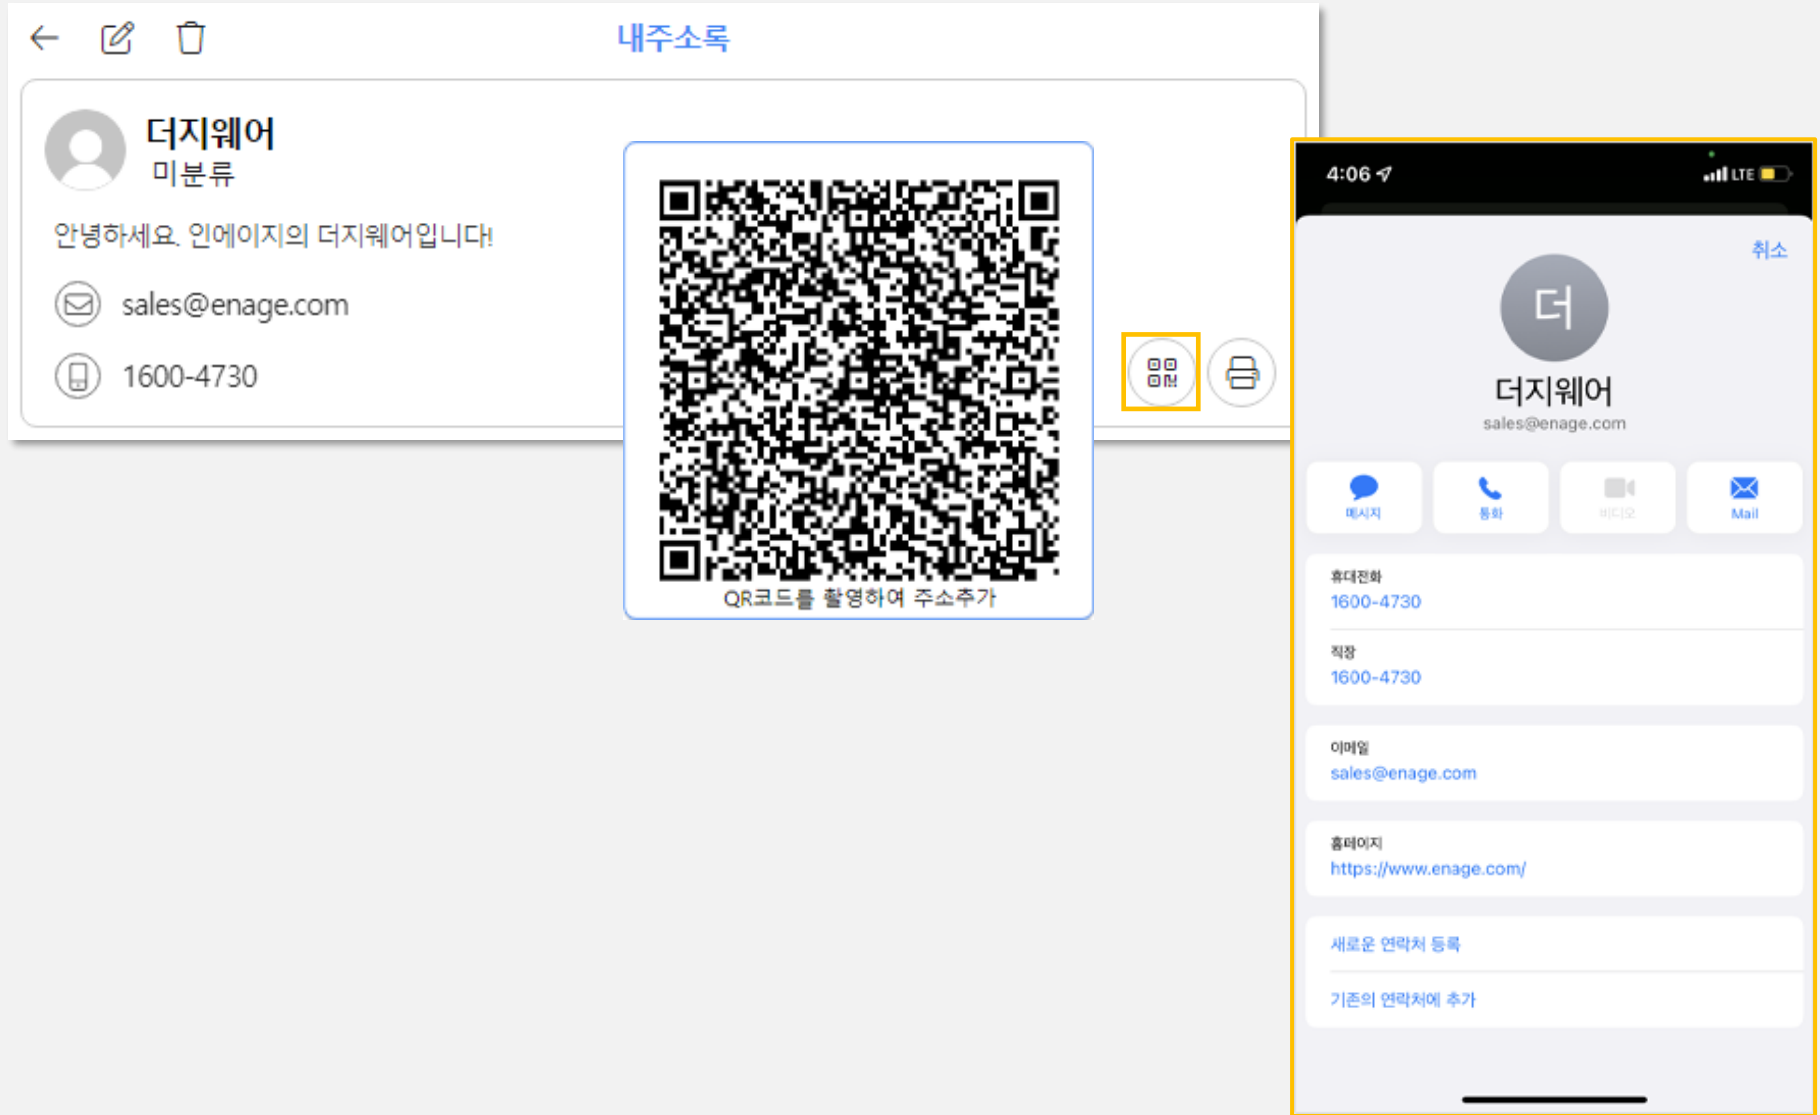 내주소록
더지웨어
미분류
안녕하세요. 인에이지의 더지웨어입니다!
sales@enage.com
1600-4730
QR코드를 촬영하여 주소추가
4:06
LTE
취소
더
더지웨어
sales@enage.com
메시지
통화
비디오
Mail
휴대전화
1600-4730
직장
1600-4730
이메일
sales@enage.com
홈페이지
https://www.enage.com/
새로운 연락처 등록
기존의 연락처에 추가